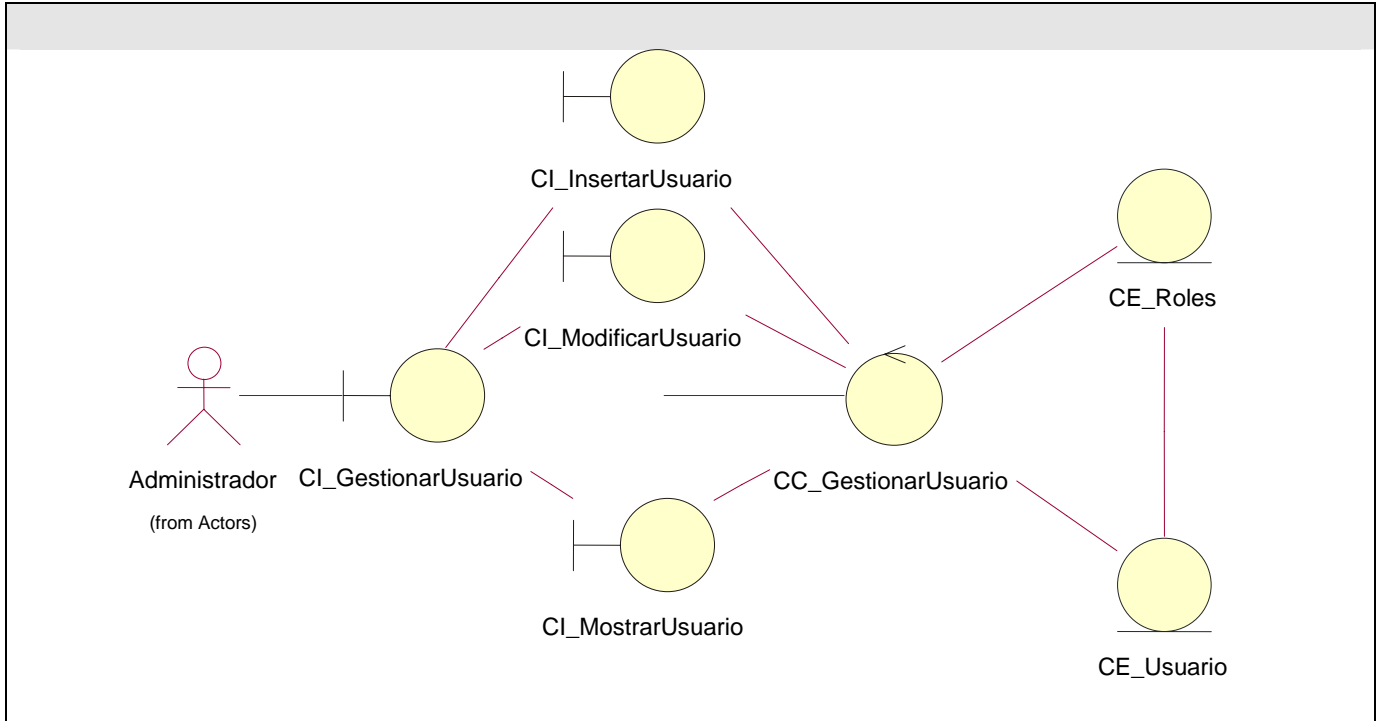 CI_InsertarUsuario
CE_Roles
CI_ModificarUsuario
Administrador
CI_GestionarUsuario
CC_GestionarUsuario
(from Actors)
CI_MostrarUsuario
CE_Usuario